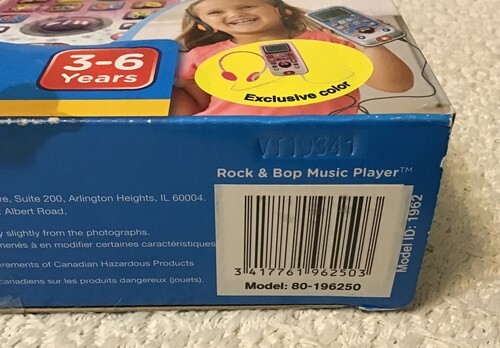 3-6
Years
Exclusive color
VT19341
Rock & Bop Music Player™
re, Suite 200, Arlington Heights, IL 60004.
Albert Road,
y slightly from the photographs.
menés à en modifier certaines caractéristiques
irements of Canadian Hazardous Products
canadiens sur les produits dangereux (jouets).
3 417761 962503
Model: 80-196250
Model ID: 1962